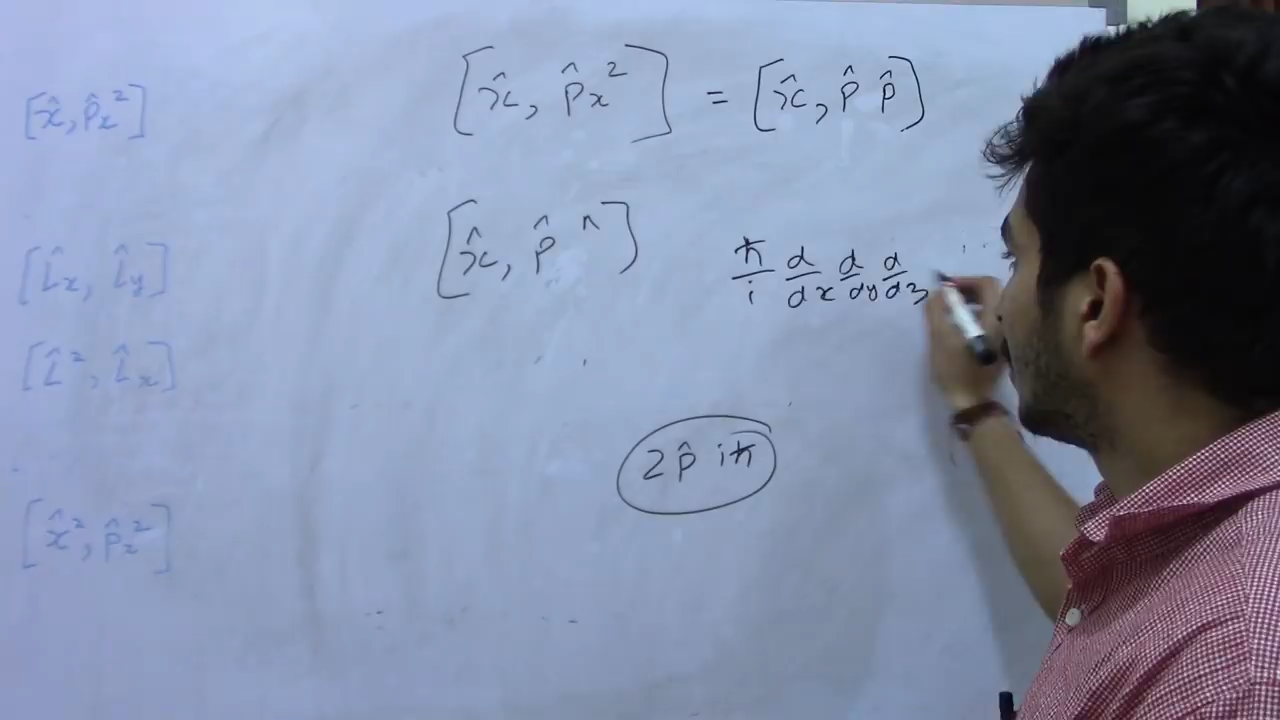 [x̂, p̂x²]
[L̂x, L̂y]
[L̂², L̂x]
[x̂², p̂x²]
[x̂, p̂x²] = [x̂, p̂ p̂]
[x̂, p̂ⁿ]
ħ/i d/dx d/dy d/dz
2p̂ iħ